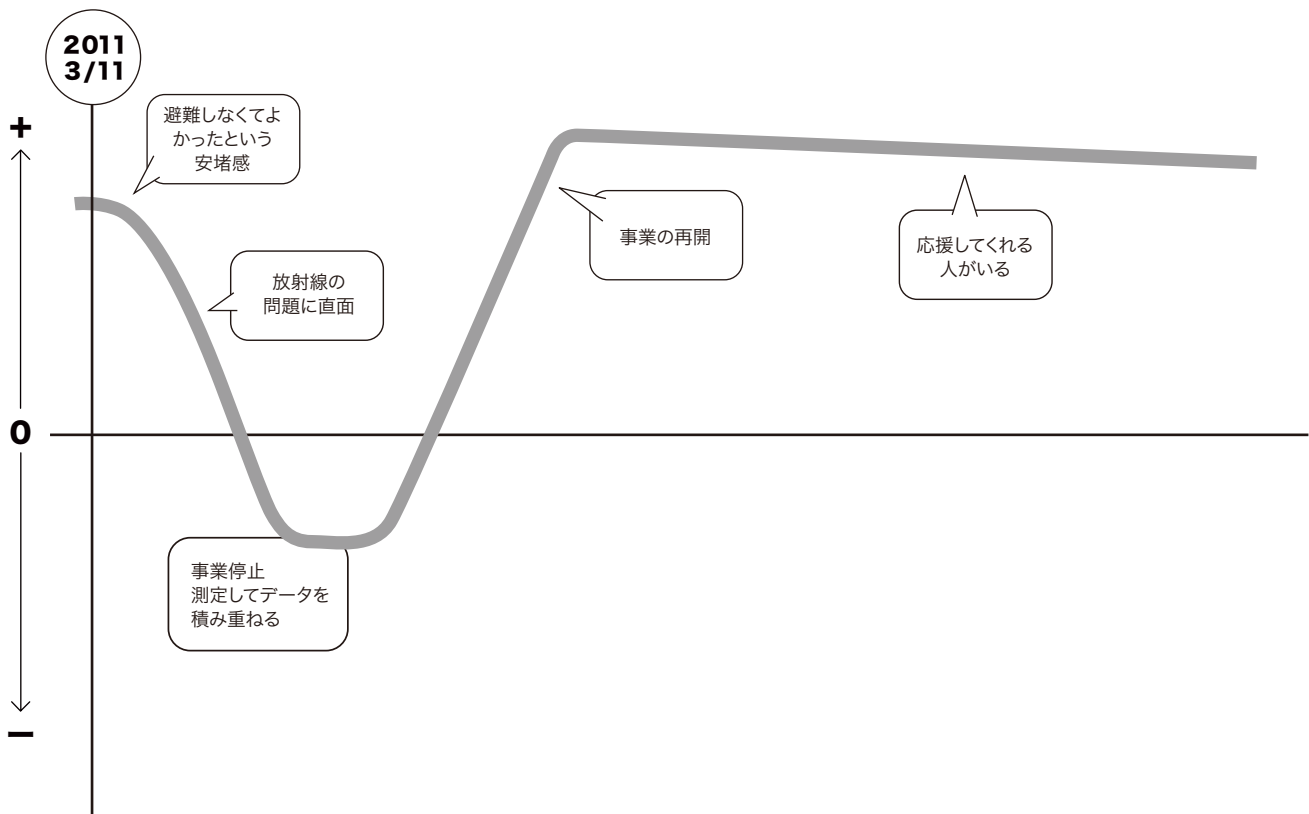 2011
3/11
+
避難しなくてよ
かったという
安堵感
事業の再開
応援してくれる
人がいる
放射線の
問題に直面
0
事業停止
測定してデータを
積み重ねる
−